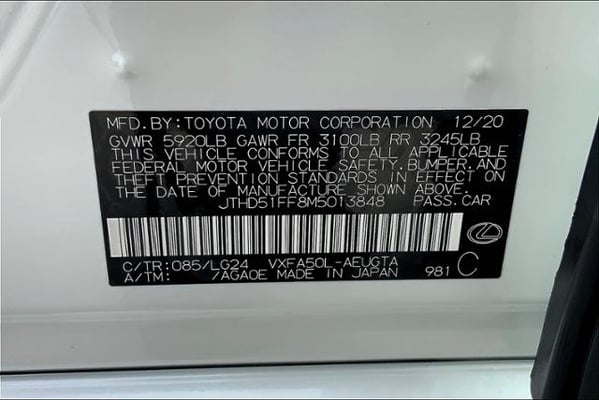 MFD.BY:TOYOTA MOTOR CORPORATION 12/20
GVWR 5920LB GAWR FR 3100LB RR 3245LB
THIS VEHICLE CONFORMS TO ALL APPLICABLE
FEDERAL MOTOR VEHICLE SAFETY,BUMPER,AND
THEFT PREVENTION STANDARDS IN EFFECT ON
THE DATE OF MANUFACTURE SHOWN ABOVE.
JTHD51FF8M5013848 PASS.CAR
C/TR:085/LG24 VXFA50L-AEUGTA
A/TM: /AGA0E MADE IN JAPAN 981 C